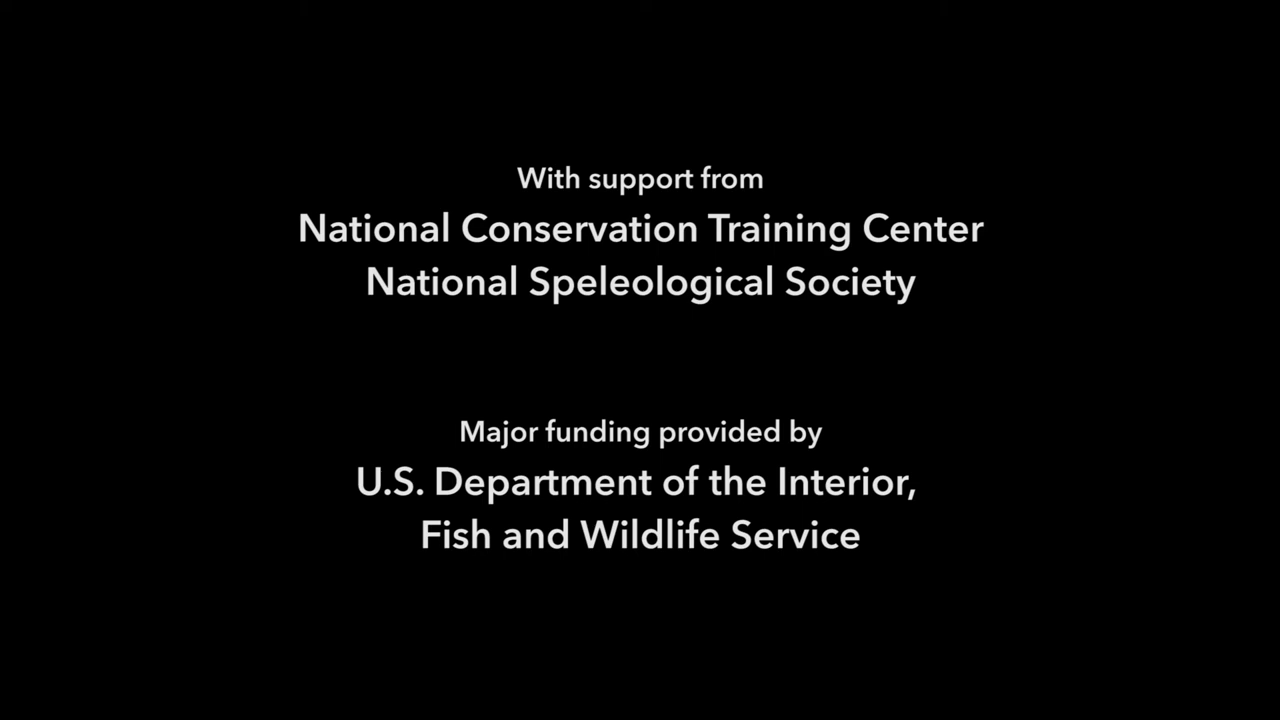 With support from
National Conservation Training Center
National Speleological Society
Major funding provided by
U.S. Department of the Interior,
Fish and Wildlife Service